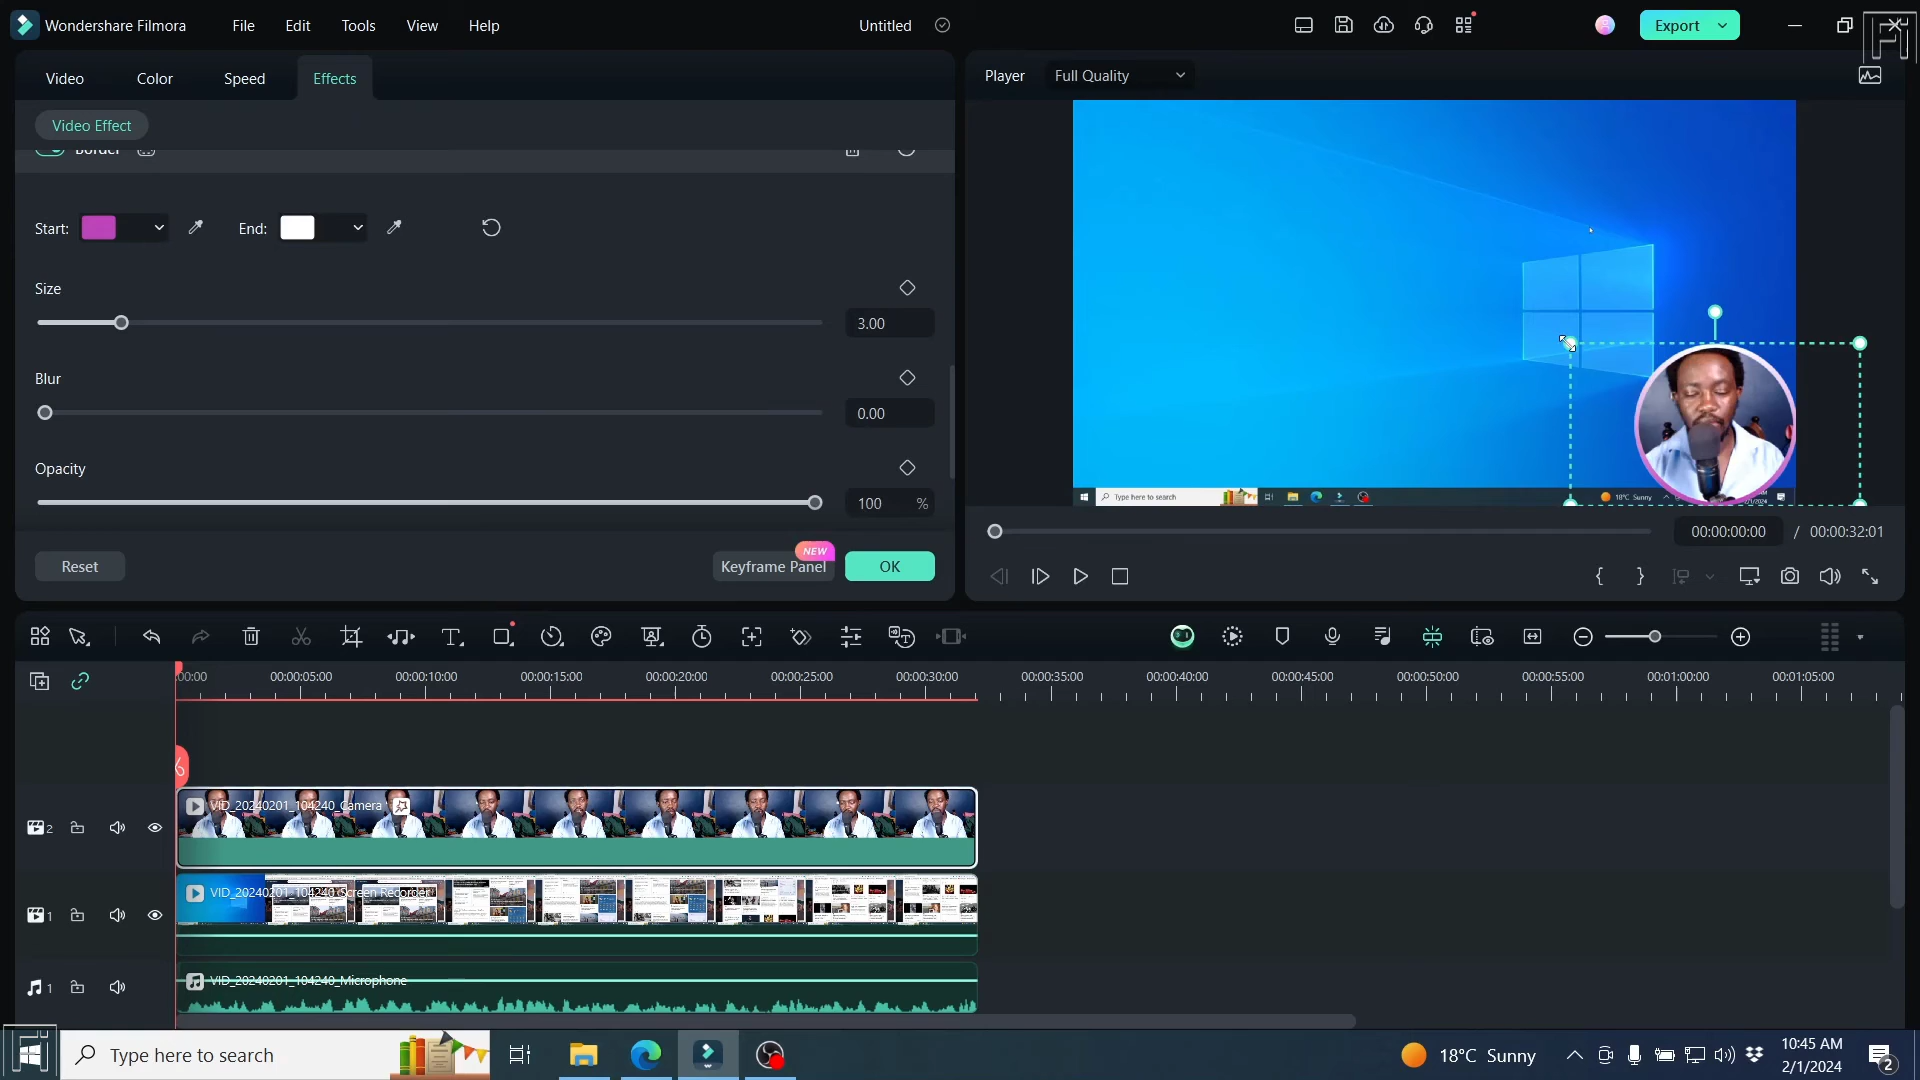 Wondershare Filmora File Edit Tools View Help Untitled Export
Video Color Speed Effects
Player Full Quality
Video Effect
Border
Start: End:
Size
3.00
Blur
0.00
Opacity
100 %
Reset NEW Keyframe Panel OK
Type here to search 18°C Sunny
00:00:00:00 / 00:00:32:01
:00:00 00:00:05:00 00:00:10:00 00:00:15:00 00:00:20:00 00:00:25:00 00:00:30:00 00:00:35:00 00:00:40:00 00:00:45:00 00:00:50:00 00:00:55:00 00:01:00:00 00:01:05:00
VID_20240201_104240_Camera
2
VID_20240201_104240_Screen Recorder
1
VID_20240201_104240_Microphone
1
Type here to search 18°C Sunny 10:45 AM
2/1/2024
2